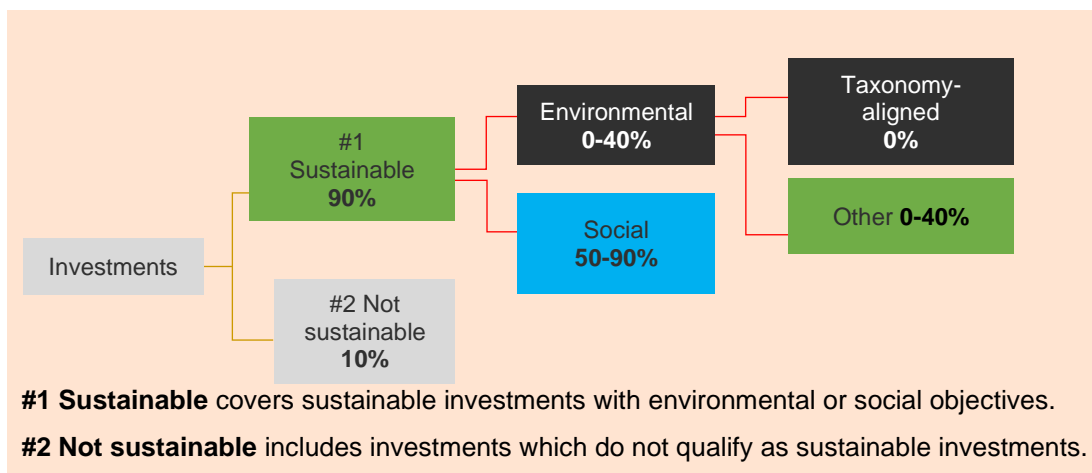 Investments
#1
Sustainable
90%
#2 Not
sustainable
10%
Environmental
0-40%
Social
50-90%
Taxonomy-
aligned
0%
Other 0-40%
#1 Sustainable covers sustainable investments with environmental or social objectives.
#2 Not sustainable includes investments which do not qualify as sustainable investments.